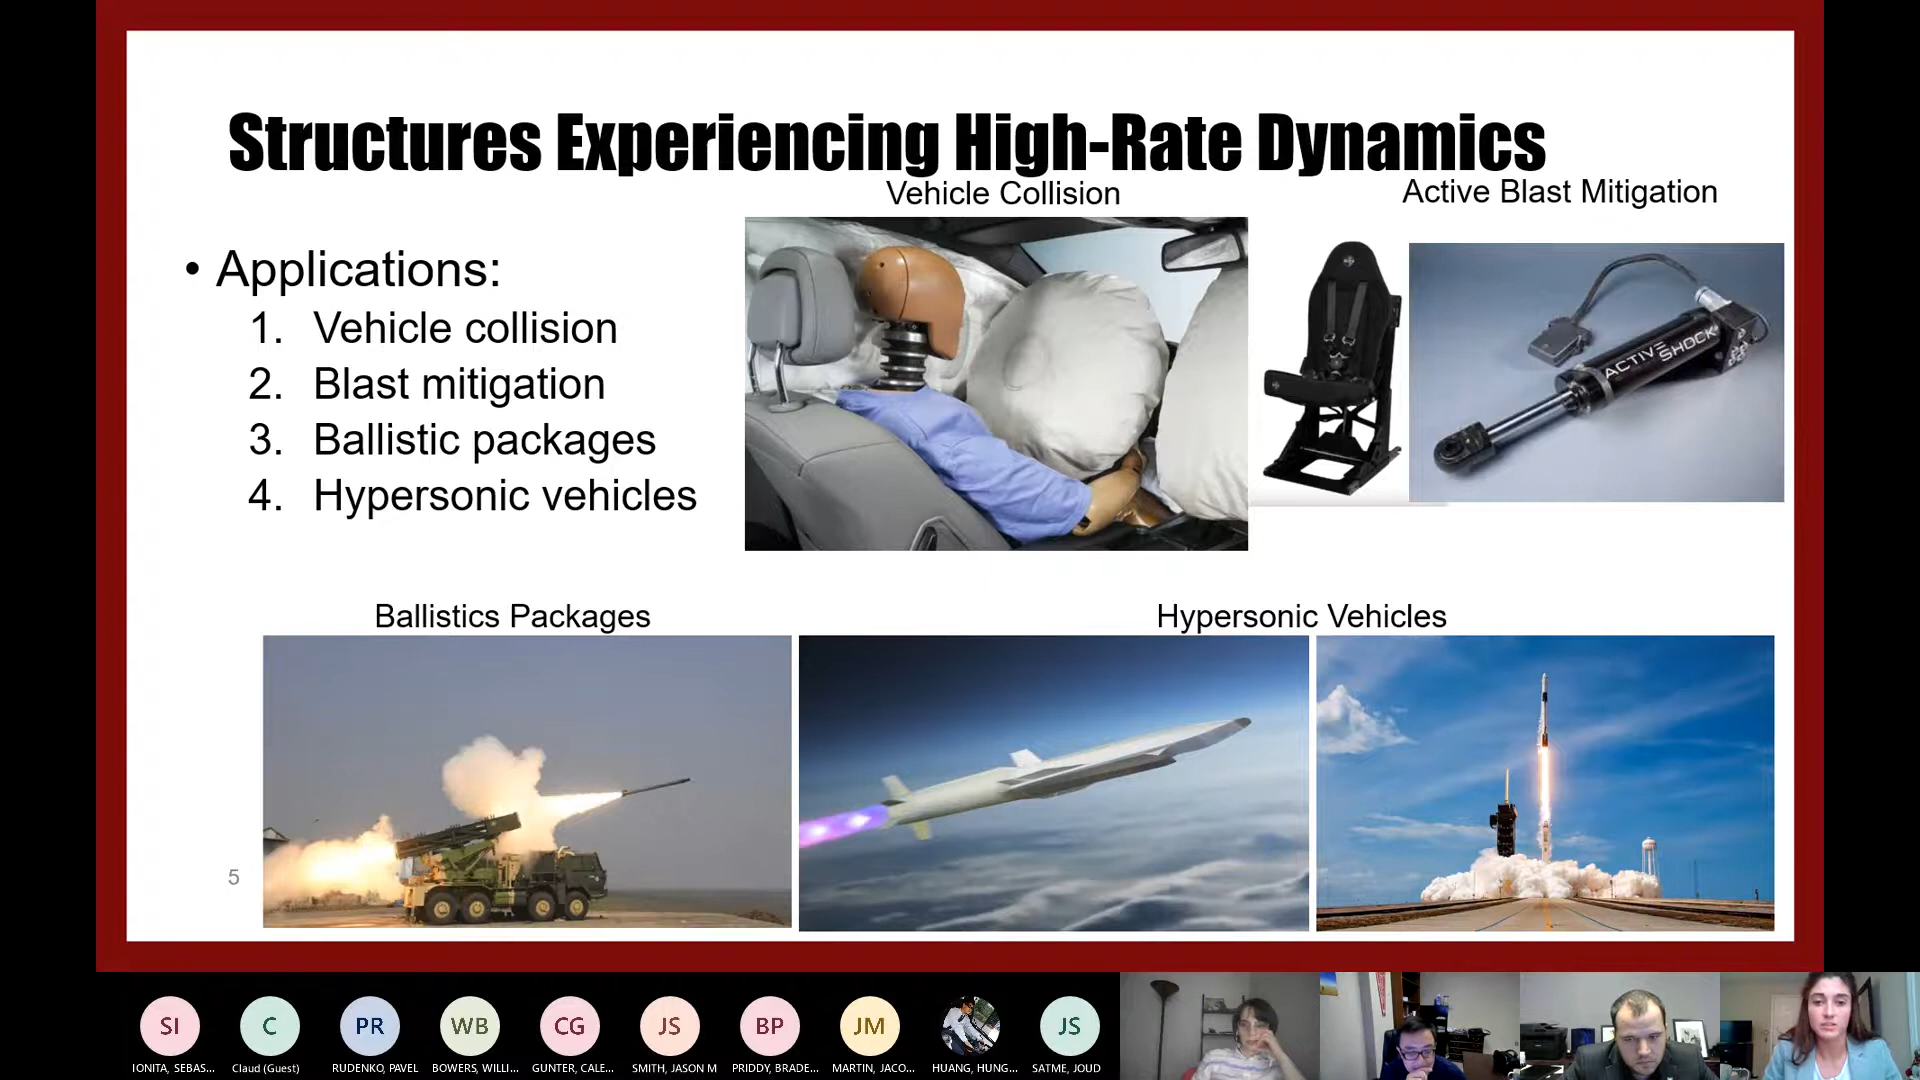 Structures Experiencing High-Rate Dynamics
Vehicle Collision
Active Blast Mitigation
• Applications:
1. Vehicle collision
2. Blast mitigation
3. Ballistic packages
4. Hypersonic vehicles
ACTIVE
SHOCK
Ballistics Packages
Hypersonic Vehicles
5
SI
C
PR
WB
CG
JS
BP
JM
JS
IONITA, SEBAS...
Claud (Guest)
RUDENKO, PAVEL
BOWERS, WILLI...
GUNTER, CALE...
SMITH, JASON M
PRIDDY, BRADE...
MARTIN, JACO...
HUANG, HUNG...
SATME, JOUD